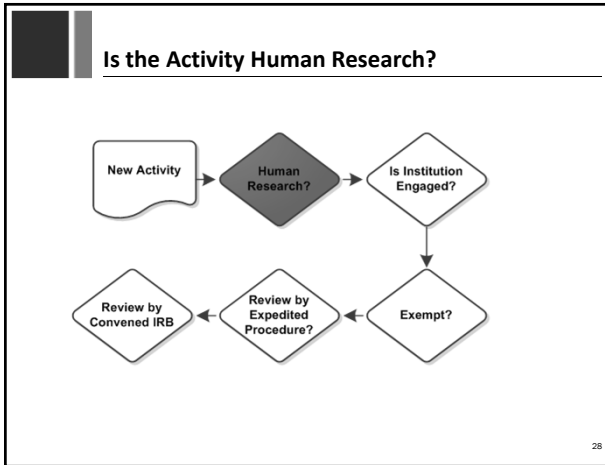 Is the Activity Human Research?
New Activity
Human
Research?
Is Institution
Engaged?
Exempt?
Review by
Expedited
Procedure?
Review by
Convened IRB
28